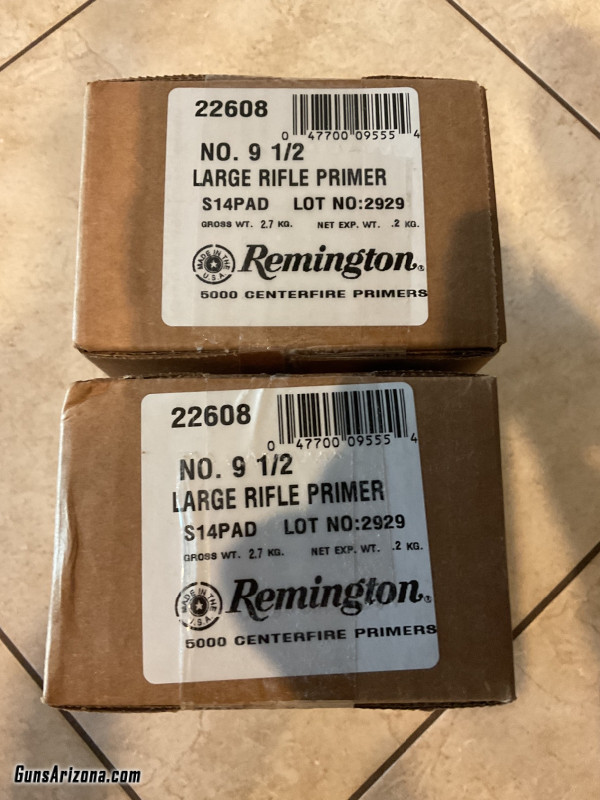 22608
0 47700 09555 4
NO. 9 1/2
LARGE RIFLE PRIMER
S14PAD LOT NO:2929
GROSS WT. 2.7 KG. NET EXP. WT. .2 KG.
MADE IN THE U.S.A.
Remington®
5000 CENTERFIRE PRIMERS
22608
0 47700 09555 4
NO. 9 1/2
LARGE RIFLE PRIMER
S14PAD LOT NO:2929
GROSS WT. 2.7 KG. NET EXP. WT. .2 KG.
MADE IN THE U.S.A.
Remington®
5000 CENTERFIRE PRIMERS
GunsArizona.com